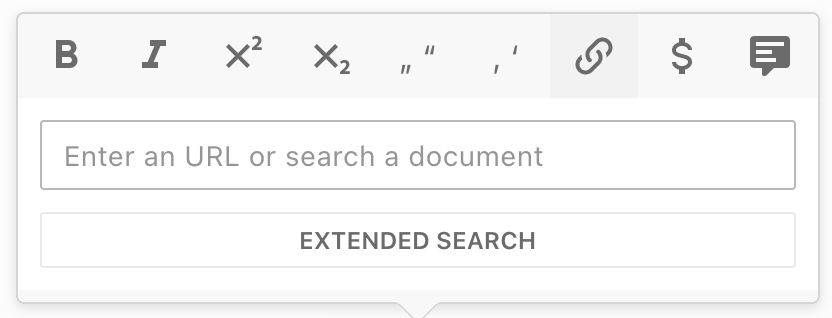 B I X² X₂ „ “ ‚ ‘ $
Enter an URL or search a document
EXTENDED SEARCH